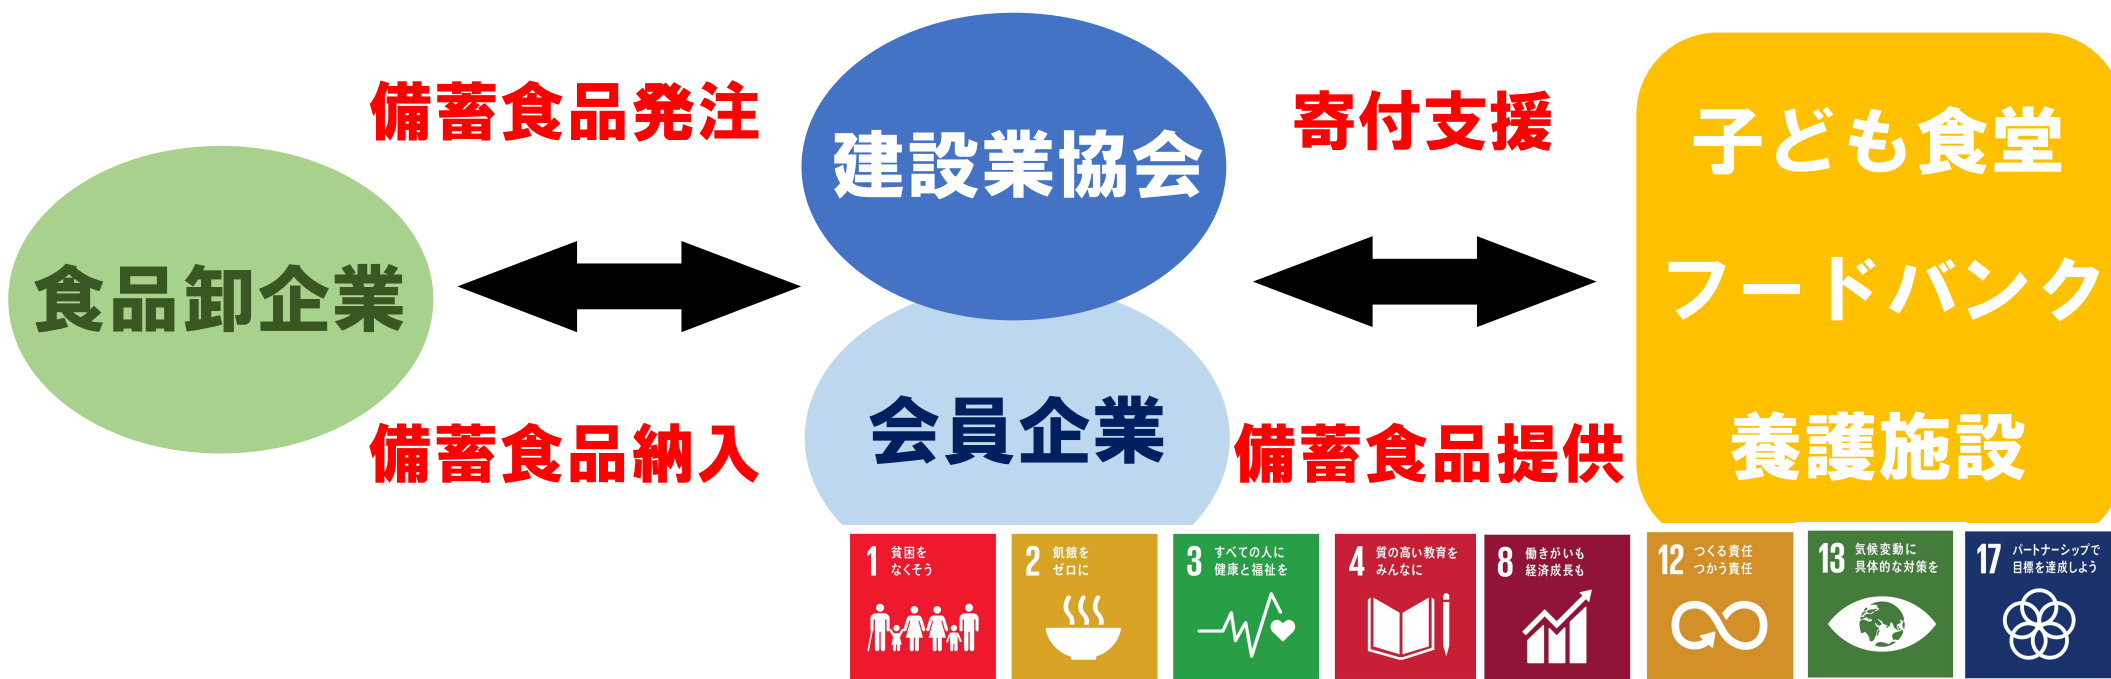 備蓄食品発注
建設業協会
寄付支援
子ども食堂
食品卸企業
フードバンク
備蓄食品納入
会員企業
備蓄食品提供
養護施設
1 貧困を
なくそう
2 飢餓を
ゼロに
3 すべての人に
健康と福祉を
4 質の高い教育を
みんなに
8 働きがいも
経済成長も
12 つくる責任
つかう責任
13 気候変動に
具体的な対策を
17 パートナーシップで
目標を達成しよう